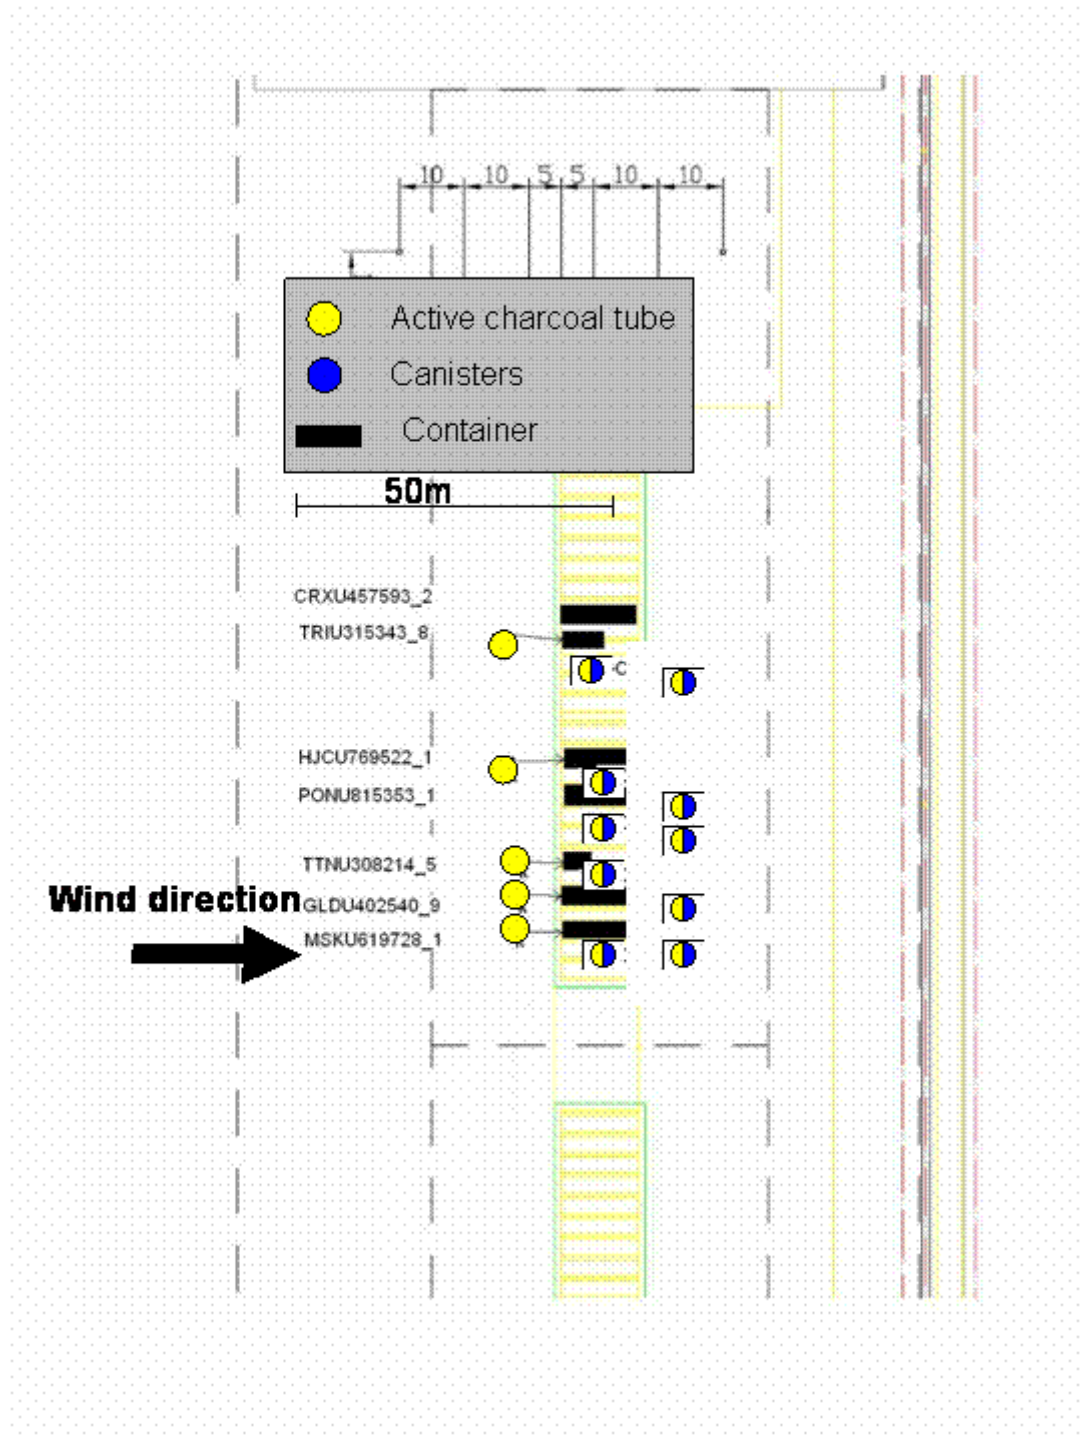 10 10 5 5 10 10
Active charcoal tube
Canisters
Container
50m
CRXU457593_2
TRIU315343_8
-C
HJCU769522_1
PONU815353_1
TTNU308214_5
Wind direction
GLDU402540_9
MSKU619728_1